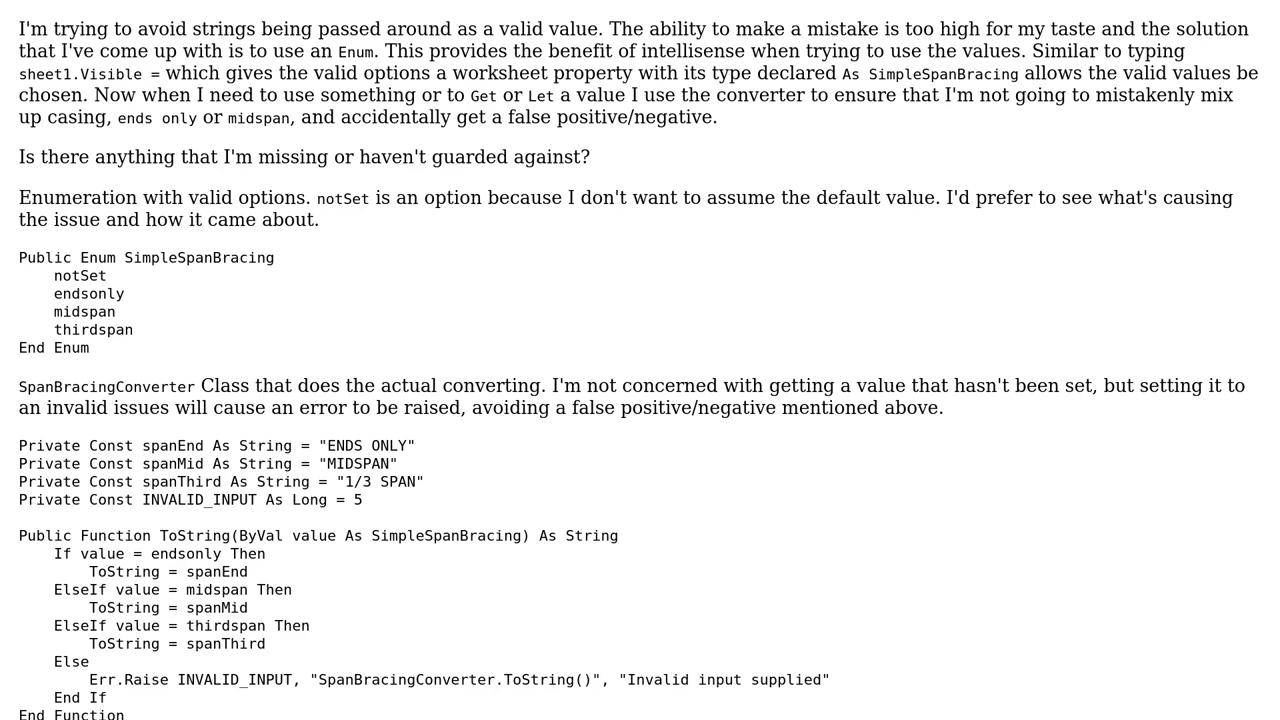 I'm trying to avoid strings being passed around as a valid value. The ability to make a mistake is too high for my taste and the solution
that I've come up with is to use an Enum. This provides the benefit of intellisense when trying to use the values. Similar to typing
sheet1.Visible = which gives the valid options a worksheet property with its type declared As SimpleSpanBracing allows the valid values be
chosen. Now when I need to use something or to Get or Let a value I use the converter to ensure that I'm not going to mistakenly mix
up casing, ends only or midspan, and accidentally get a false positive/negative.
Is there anything that I'm missing or haven't guarded against?
Enumeration with valid options. notSet is an option because I don't want to assume the default value. I'd prefer to see what's causing
the issue and how it came about.
Public Enum SimpleSpanBracing
    notSet
    endsonly
    midspan
    thirdspan
End Enum
SpanBracingConverter Class that does the actual converting. I'm not concerned with getting a value that hasn't been set, but setting it to
an invalid issues will cause an error to be raised, avoiding a false positive/negative mentioned above.
Private Const spanEnd As String = "ENDS ONLY"
Private Const spanMid As String = "MIDSPAN"
Private Const spanThird As String = "1/3 SPAN"
Private Const INVALID_INPUT As Long = 5
Public Function ToString(ByVal value As SimpleSpanBracing) As String
    If value = endsonly Then
        ToString = spanEnd
    ElseIf value = midspan Then
        ToString = spanMid
    ElseIf value = thirdspan Then
        ToString = spanThird
    Else
        Err.Raise INVALID_INPUT, "SpanBracingConverter.ToString()", "Invalid input supplied"
    End If
End Function